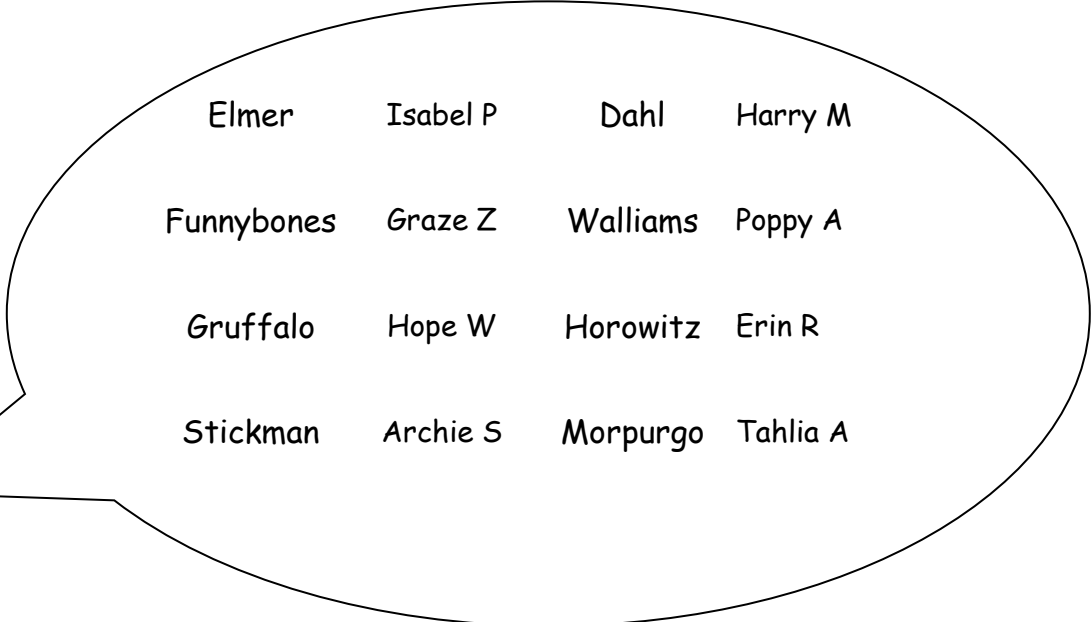 Elmer Isabel P Dahl Harry M
Funnybones Graze Z Walliams Poppy A
Gruffalo Hope W Horowitz Erin R
Stickman Archie S Morpurgo Tahlia A